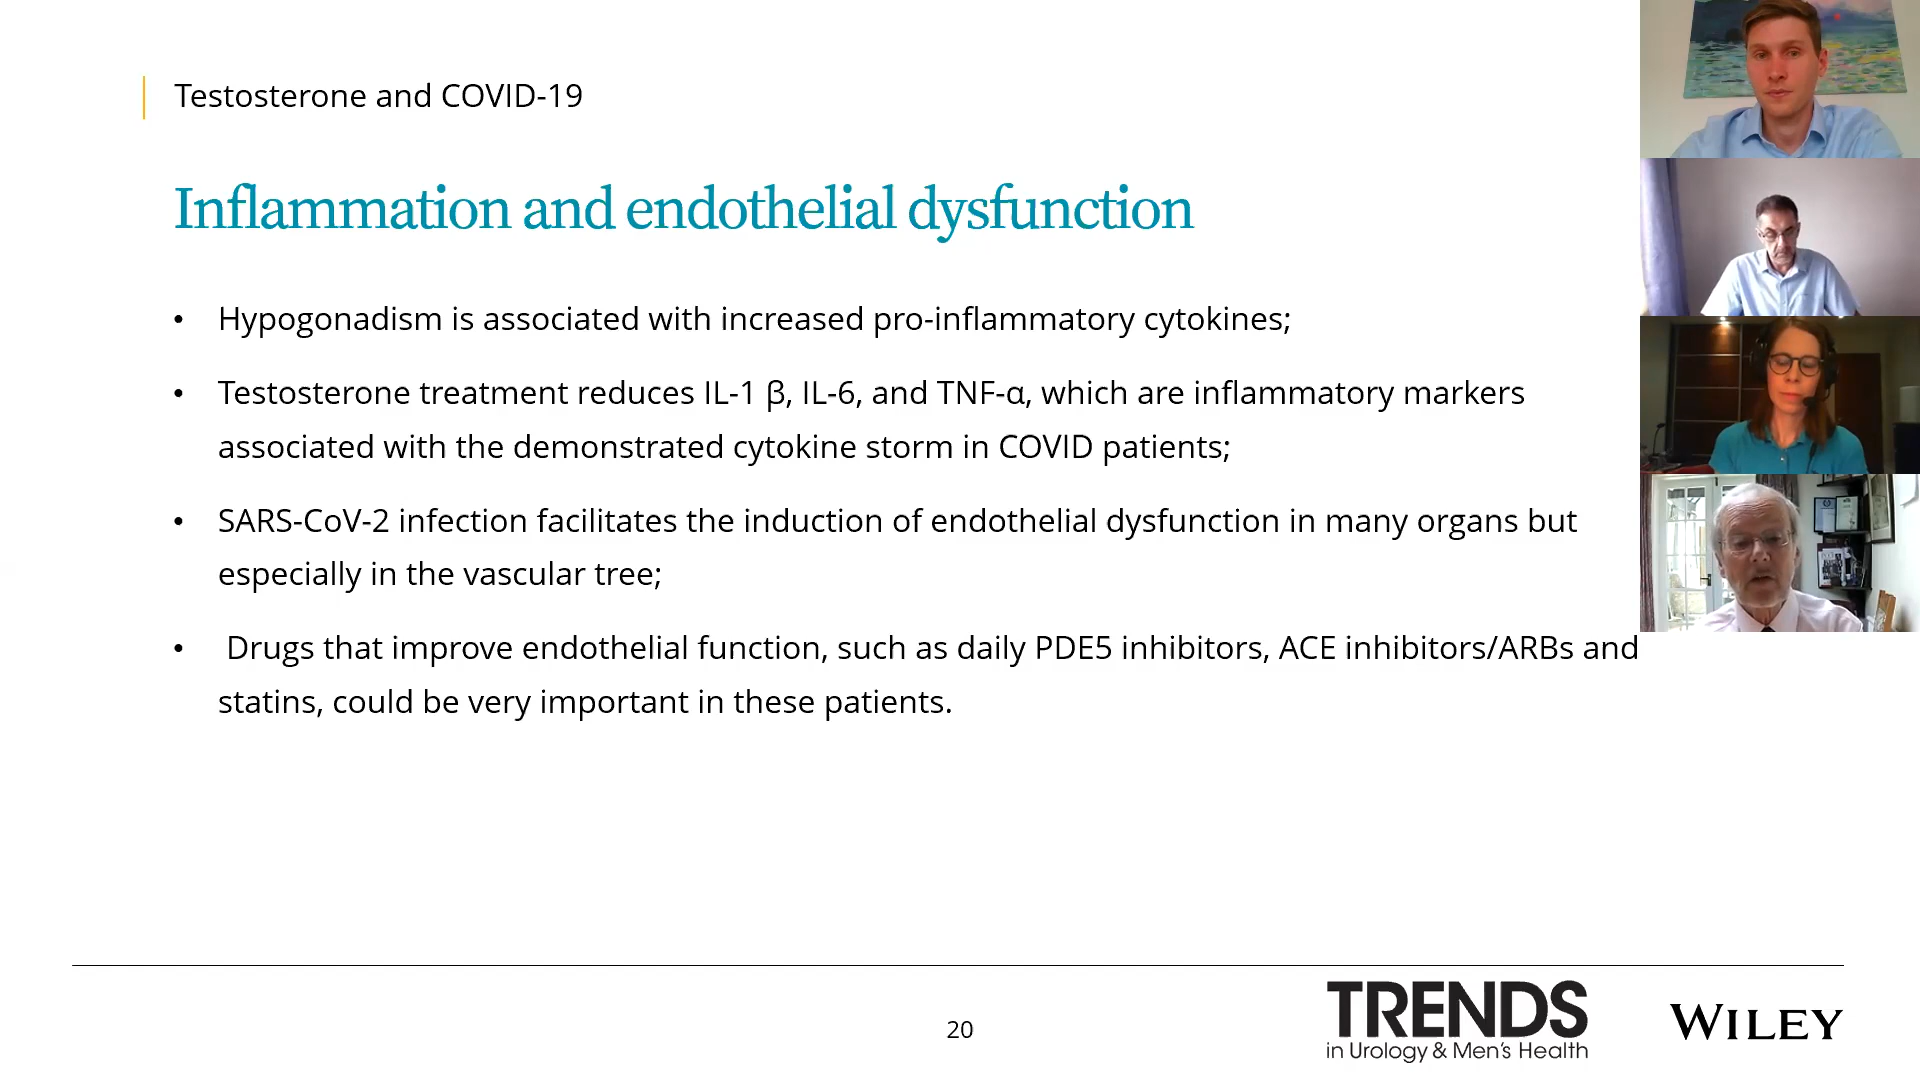 Testosterone and COVID-19
Inflammation and endothelial dysfunction
• Hypogonadism is associated with increased pro-inflammatory cytokines;
• Testosterone treatment reduces IL-1 β, IL-6, and TNF-α, which are inflammatory markers
associated with the demonstrated cytokine storm in COVID patients;
• SARS-CoV-2 infection facilitates the induction of endothelial dysfunction in many organs but
especially in the vascular tree;
• Drugs that improve endothelial function, such as daily PDE5 inhibitors, ACE inhibitors/ARBs and
statins, could be very important in these patients.
20
TRENDS
in Urology & Men's Health
WILEY